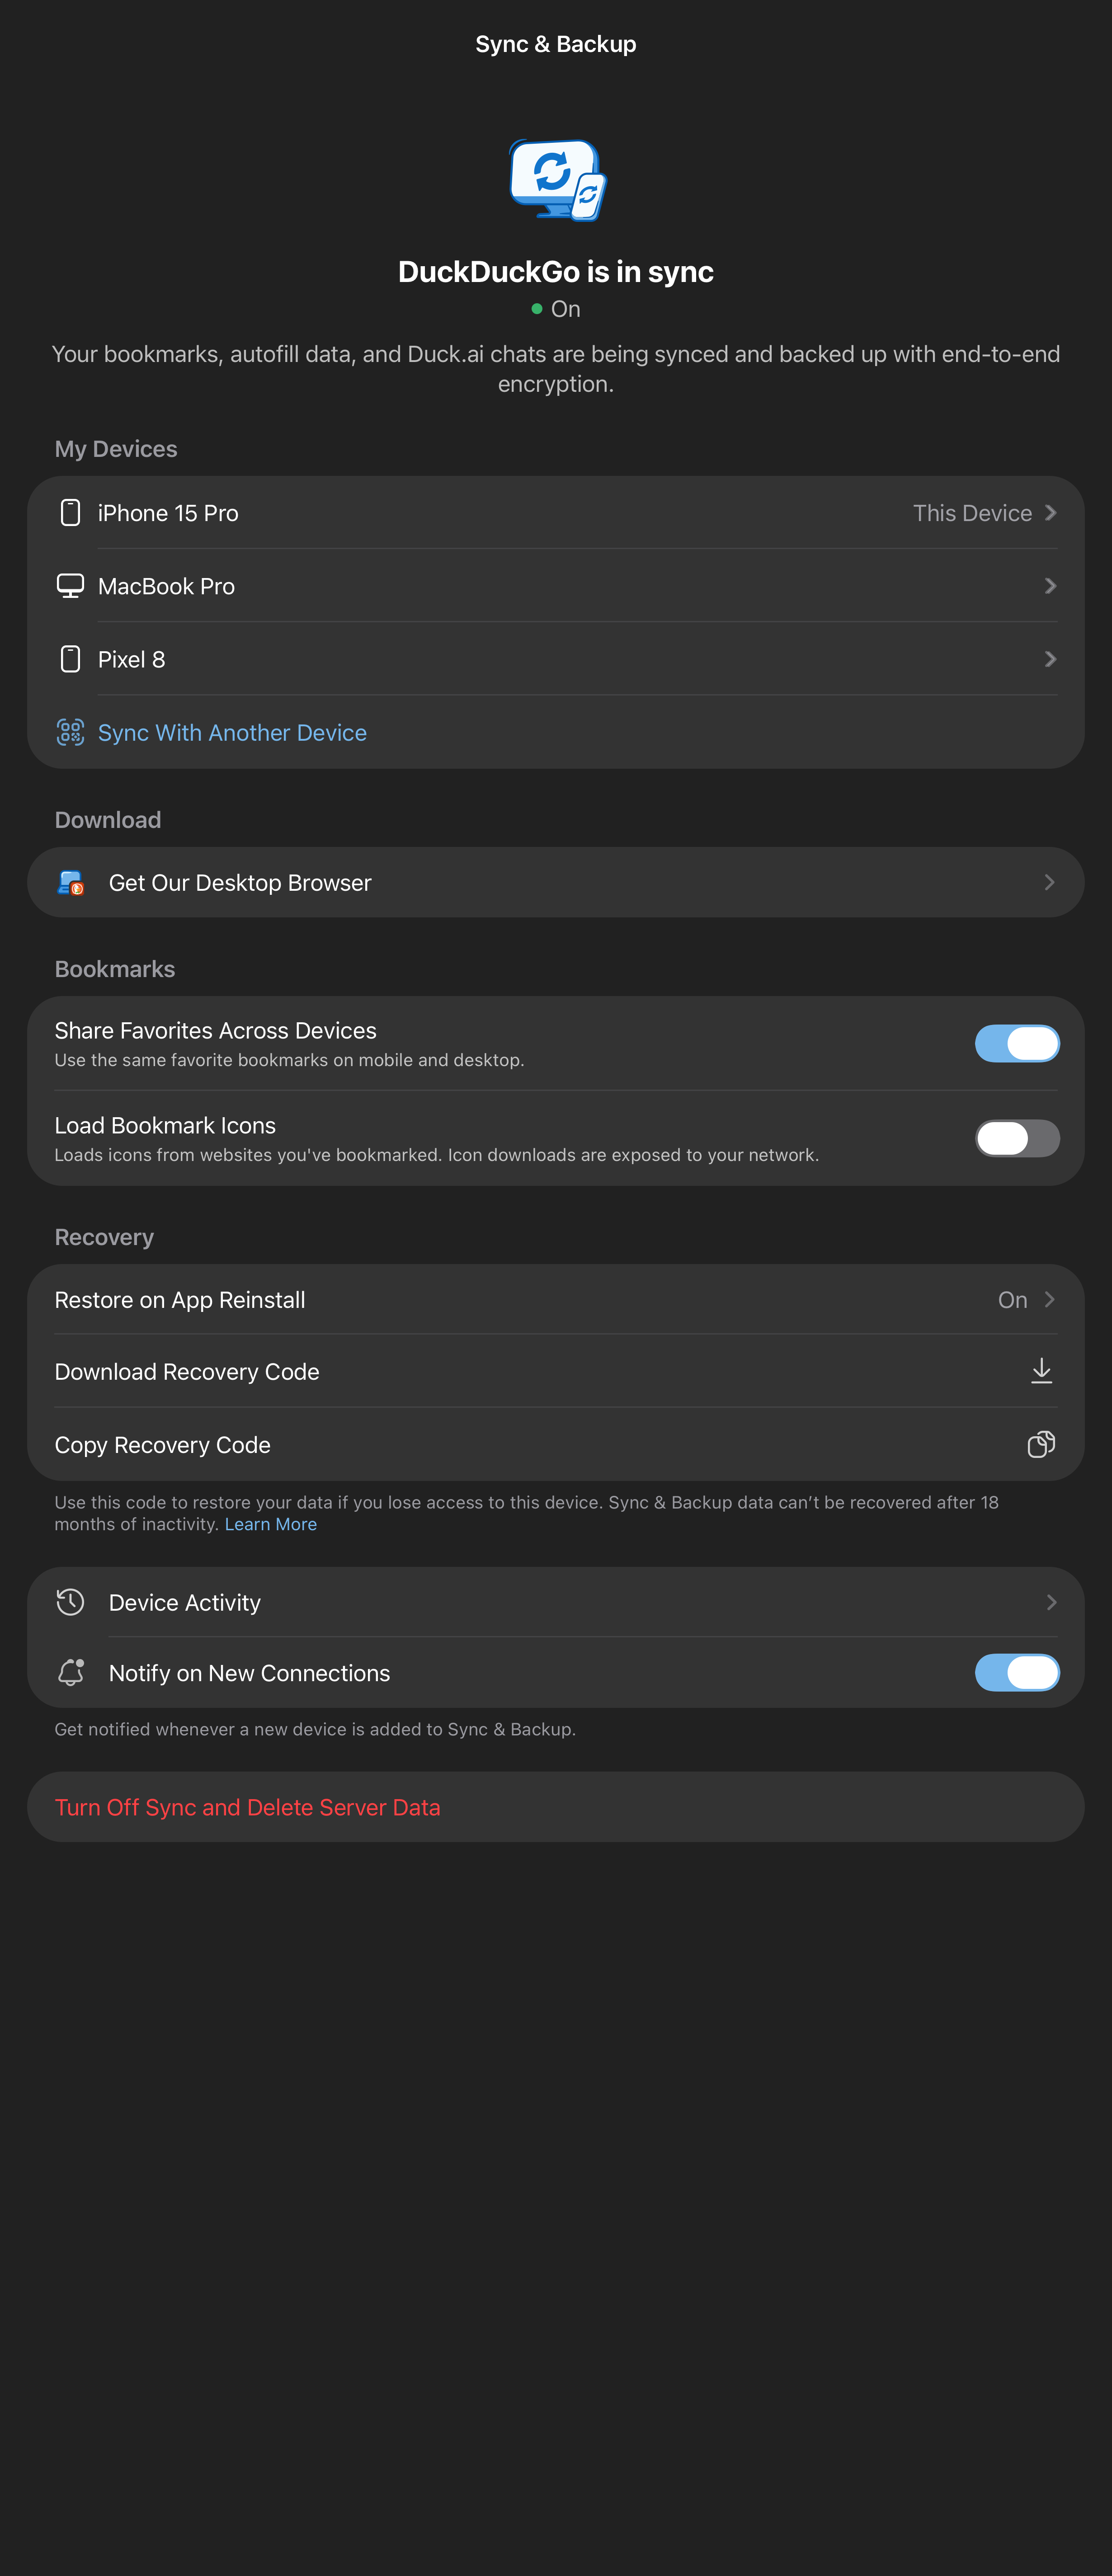 Sync & Backup
DuckDuckGo is in sync
On
Your bookmarks, autofill data, and Duck.ai chats are being synced and backed up with end-to-end
encryption.
My Devices
iPhone 15 Pro This Device
MacBook Pro
Pixel 8
Sync With Another Device
Download
Get Our Desktop Browser
Bookmarks
Share Favorites Across Devices
Use the same favorite bookmarks on mobile and desktop.
Load Bookmark Icons
Loads icons from websites you've bookmarked. Icon downloads are exposed to your network.
Recovery
Restore on App Reinstall On
Download Recovery Code
Copy Recovery Code
Use this code to restore your data if you lose access to this device. Sync & Backup data can’t be recovered after 18
months of inactivity. Learn More
Device Activity
Notify on New Connections
Get notified whenever a new device is added to Sync & Backup.
Turn Off Sync and Delete Server Data